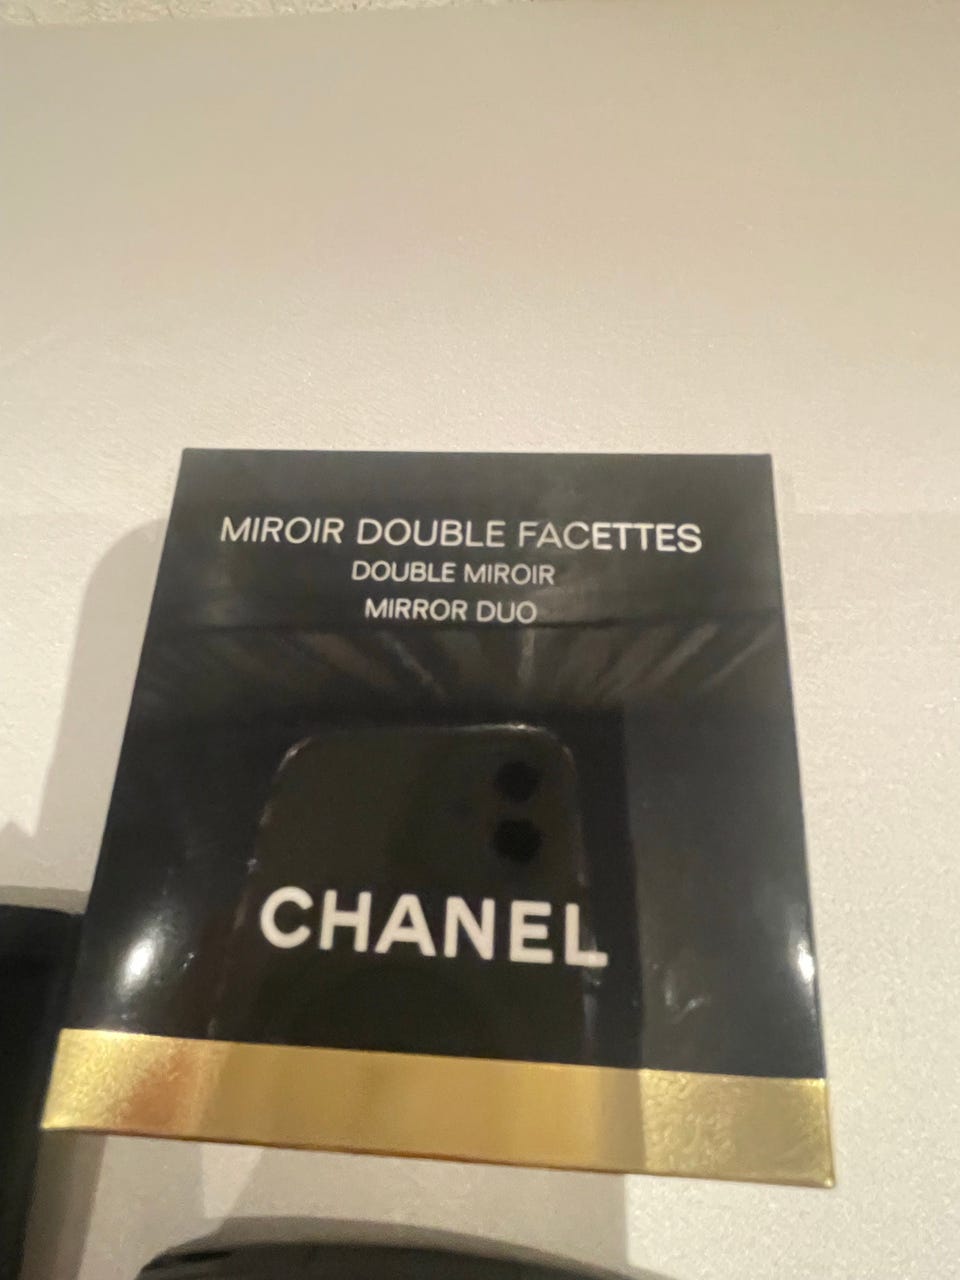 MIROIR DOUBLE FACETTES
DOUBLE MIROIR
MIRROR DUO
CHANEL